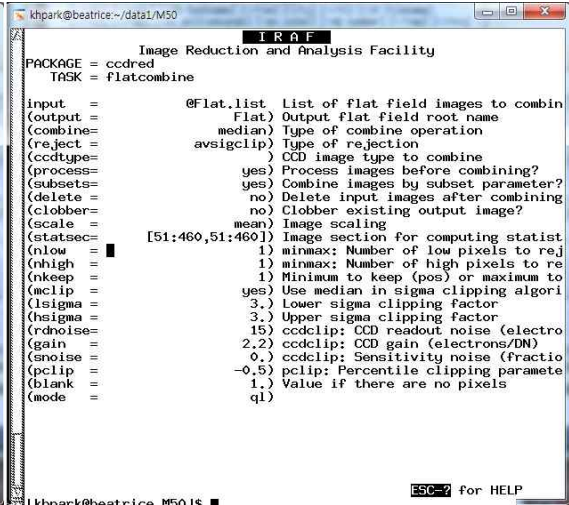 khpark@beatrice:~/data1/M50
I R A F
Image Reduction and Analysis Facility
PACKAGE = ccdred
TASK = flatcombine
input = @Flat.list List of flat field images to combin
(output = Flat) Output flat field root name
(combine= median) Type of combine operation
(reject = avsigclip) Type of rejection
(ccdtype= ) CCD image type to combine
(process= yes) Process images before combining?
(subsets= yes) Combine images by subset parameter?
(delete = no) Delete input images after combining
(clobber= no) Clobber existing output image?
(scale = mean) Image scaling
(statsec= [51:460,51:460]) Image section for computing statist
(nlow = 1) minmax: Number of low pixels to rej
(nhigh = 1) minmax: Number of high pixels to re
(nkeep = 1) Minimum to keep (pos) or maximum to
(mclip = yes) Use median in sigma clipping algori
(lsigma = 3.) Lower sigma clipping factor
(hsigma = 3.) Upper sigma clipping factor
(rdnoise= 15) ccdclip: CCD readout noise (electro
(gain = 2.2) ccdclip: CCD gain (electrons/DN)
(snoise = 0.) ccdclip: Sensitivity noise (fractio
(pclip = -0.5) pclip: Percentile clipping paramete
(blank = 1.) Value if there are no pixels
(mode = ql)
ESC-? for HELP
[khpark@beatrice M50]$